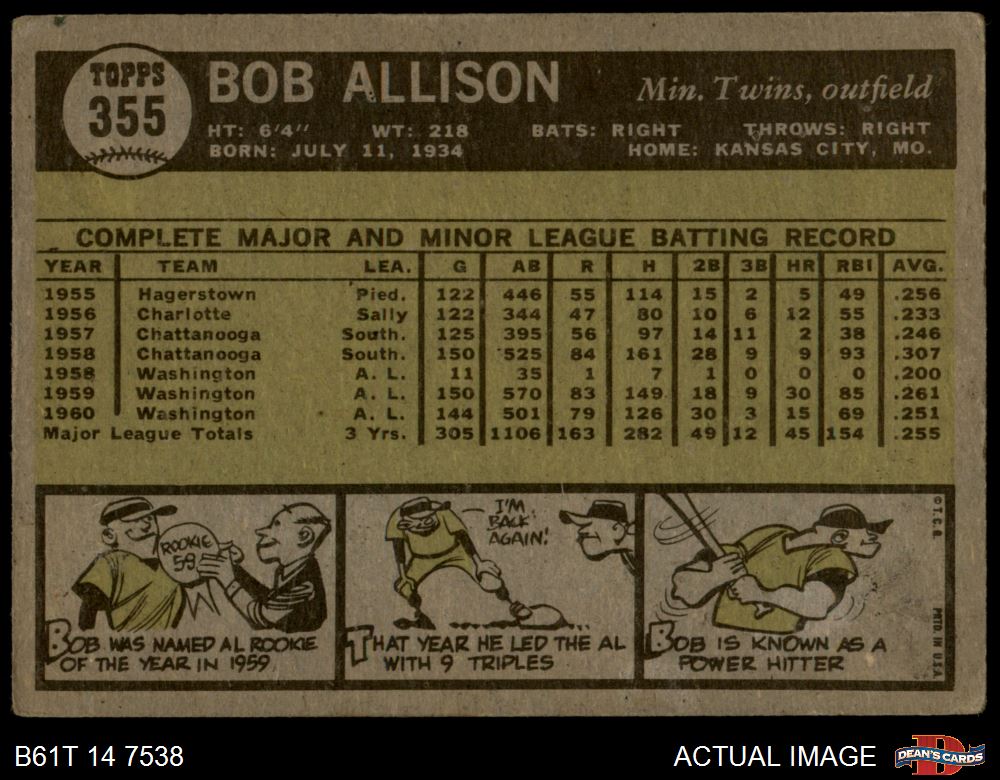 TOPPS
355
BOB ALLISON
Min. Twins, outfield
HT: 6'4" WT: 218 BATS: RIGHT THROWS: RIGHT
BORN: JULY 11, 1934 HOME: KANSAS CITY, MO.
COMPLETE MAJOR AND MINOR LEAGUE BATTING RECORD
YEAR TEAM LEA. G AB R H 2B 3B HR RBI AVG.
1955 Hagerstown Pied. 122 446 55 114 15 2 5 49 .256
1956 Charlotte Sally 122 344 47 80 10 6 12 55 .233
1957 Chattanooga South. 125 395 56 97 14 11 2 38 .246
1958 Chattanooga South. 150 525 84 161 28 9 9 93 .307
1958 Washington A. L. 11 35 1 7 1 0 0 0 .200
1959 Washington A. L. 150 570 83 149 18 9 30 85 .261
1960 Washington A. L. 144 501 79 126 30 3 15 69 .251
Major League Totals 3 Yrs. 305 1106 163 282 49 12 45 154 .255
ROOKIE
59
BOB WAS NAMED AL ROOKIE
OF THE YEAR IN 1959
I'M
BACK
AGAIN!
THAT YEAR HE LED THE AL
WITH 9 TRIPLES
BOB IS KNOWN AS A
POWER HITTER
© T.C.G.
PRTD. IN U.S.A.
B61T 14 7538
ACTUAL IMAGE
D
DEAN'S CARDS